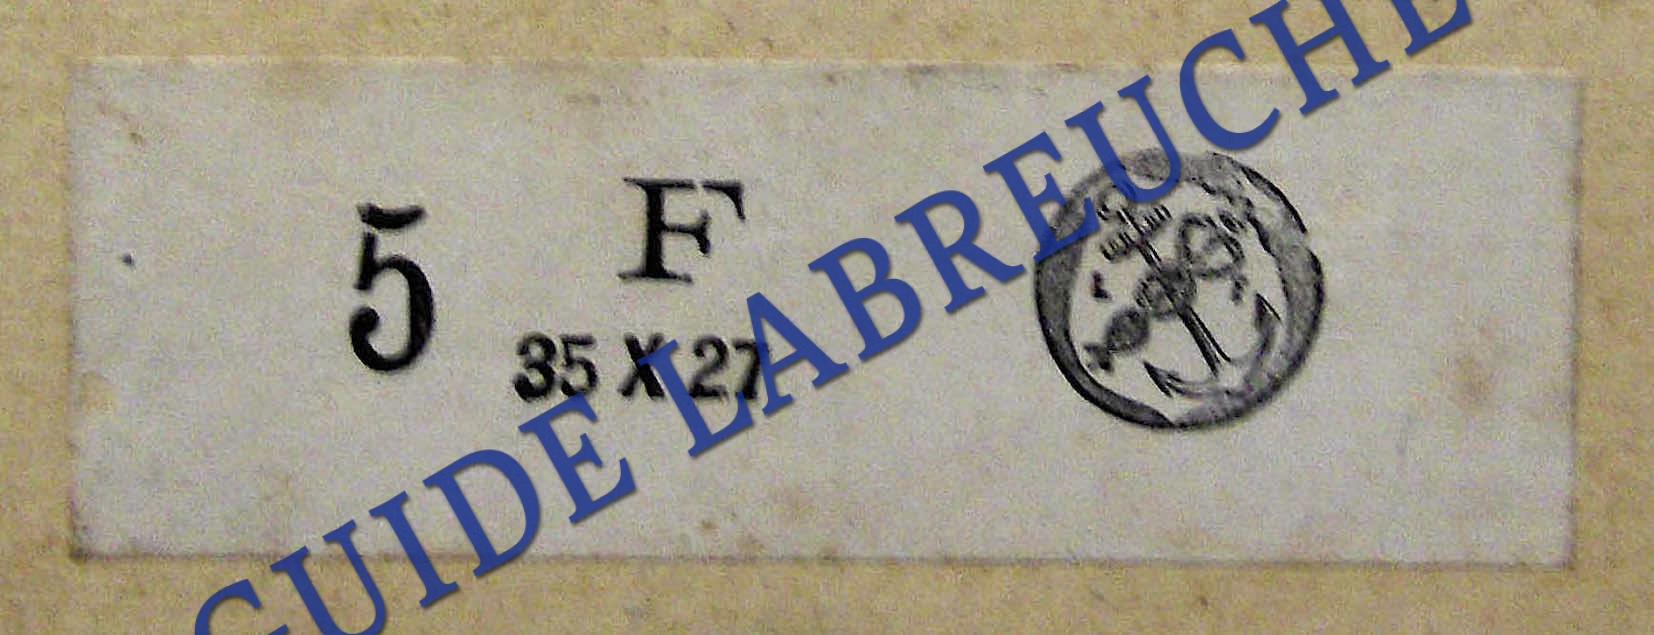 5
F
35 X 27
GUIDE LABREUCHE